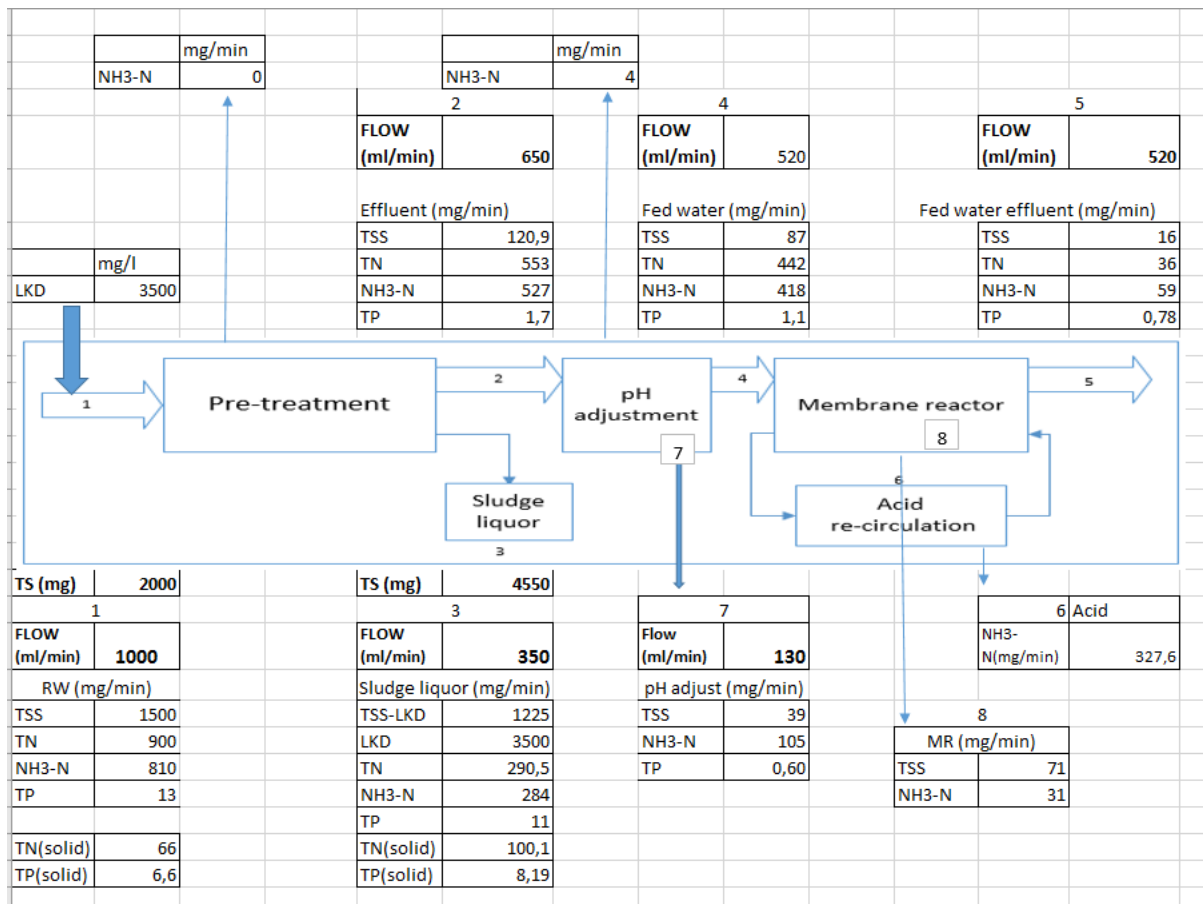 mg/min
NH3-N 0
mg/min
NH3-N 4
2
FLOW
(ml/min) 650
Effluent (mg/min)
TSS 120,9
TN 553
NH3-N 527
TP 1,7
4
FLOW
(ml/min) 520
Fed water (mg/min)
TSS 87
TN 442
NH3-N 418
TP 1,1
5
FLOW
(ml/min) 520
Fed water effluent (mg/min)
TSS 16
TN 36
NH3-N 59
TP 0,78
mg/l
LKD 3500
1
Pre-treatment
2
pH
adjustment
7
4
Membrane reactor
8
5
Sludge
liquor
3
6
Acid
re-circulation
TS (mg) 2000
1
FLOW
(ml/min) 1000
RW (mg/min)
TSS 1500
TN 900
NH3-N 810
TP 13
TN(solid) 66
TP(solid) 6,6
TS (mg) 4550
3
FLOW
(ml/min) 350
Sludge liquor (mg/min)
TSS-LKD 1225
LKD 3500
TN 290,5
NH3-N 284
TP 11
TN(solid) 100,1
TP(solid) 8,19
7
Flow
(ml/min) 130
pH adjust (mg/min)
TSS 39
NH3-N 105
TP 0,60
6 Acid
NH3-
N(mg/min) 327,6
8
MR (mg/min)
TSS 71
NH3-N 31